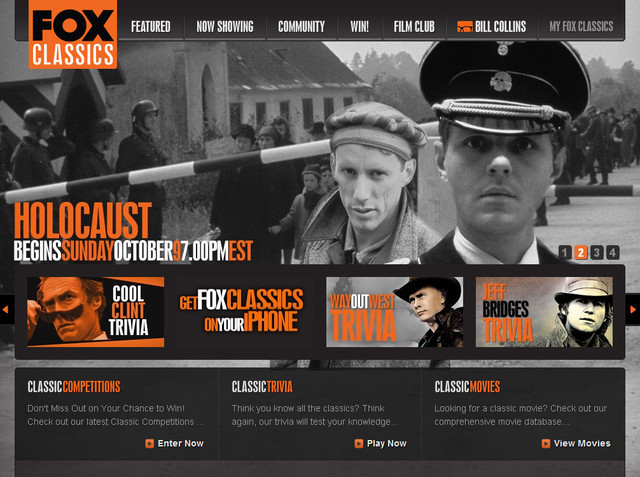 FOX
CLASSICS
FEATURED
NOW SHOWING
COMMUNITY
WIN!
FILM CLUB
BILL COLLINS
MY FOX CLASSICS
HOLOCAUST
BEGINSSUNDAYOCTOBER97.00PMEST
1 2 3 4
COOL
CLINT
TRIVIA
GETFOXCLASSICS
ONYOURIPHONE
WAYOUTWEST
TRIVIA
JEFF
BRIDGES
TRIVIA
CLASSICCOMPETITIONS
Don't Miss Out on Your Chance to Win!
Check out our latest Classic Competitions ...
Enter Now
CLASSICTRIVIA
Think you know all the classics? Think
again, our trivia will test your knowledge...
Play Now
CLASSICMOVIES
Looking for a classic movie? Check out our
comprehensive movie database...
View Movies